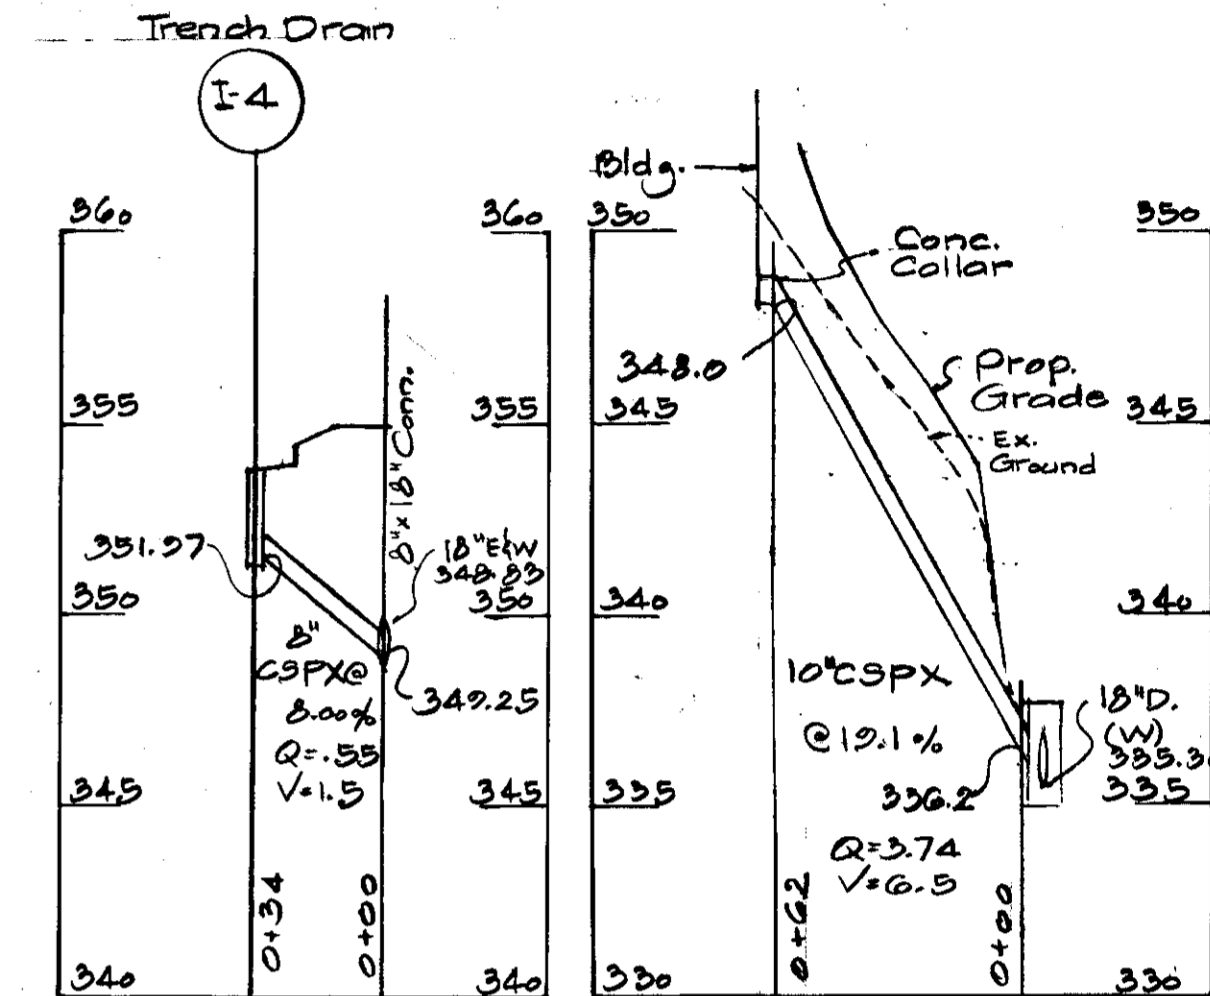 Trench Drain
I-4
360
360
355
355
8"x18" Conn.
351.97
18"E&W
348.83
350
350
8"
CSPX@
8.00%
Q=.55
V=1.5
349.25
345
345
0+34
0+00
340
340
Bldg.
350
350
Conc.
Collar
348.0
Prop.
Grade
345
345
Ex.
Ground
340
340
10"CSPX
@19.1%
18"D.
(W)
335.3
336.2
335
335
Q=3.74
V=6.5
0+62
0+00
330
330